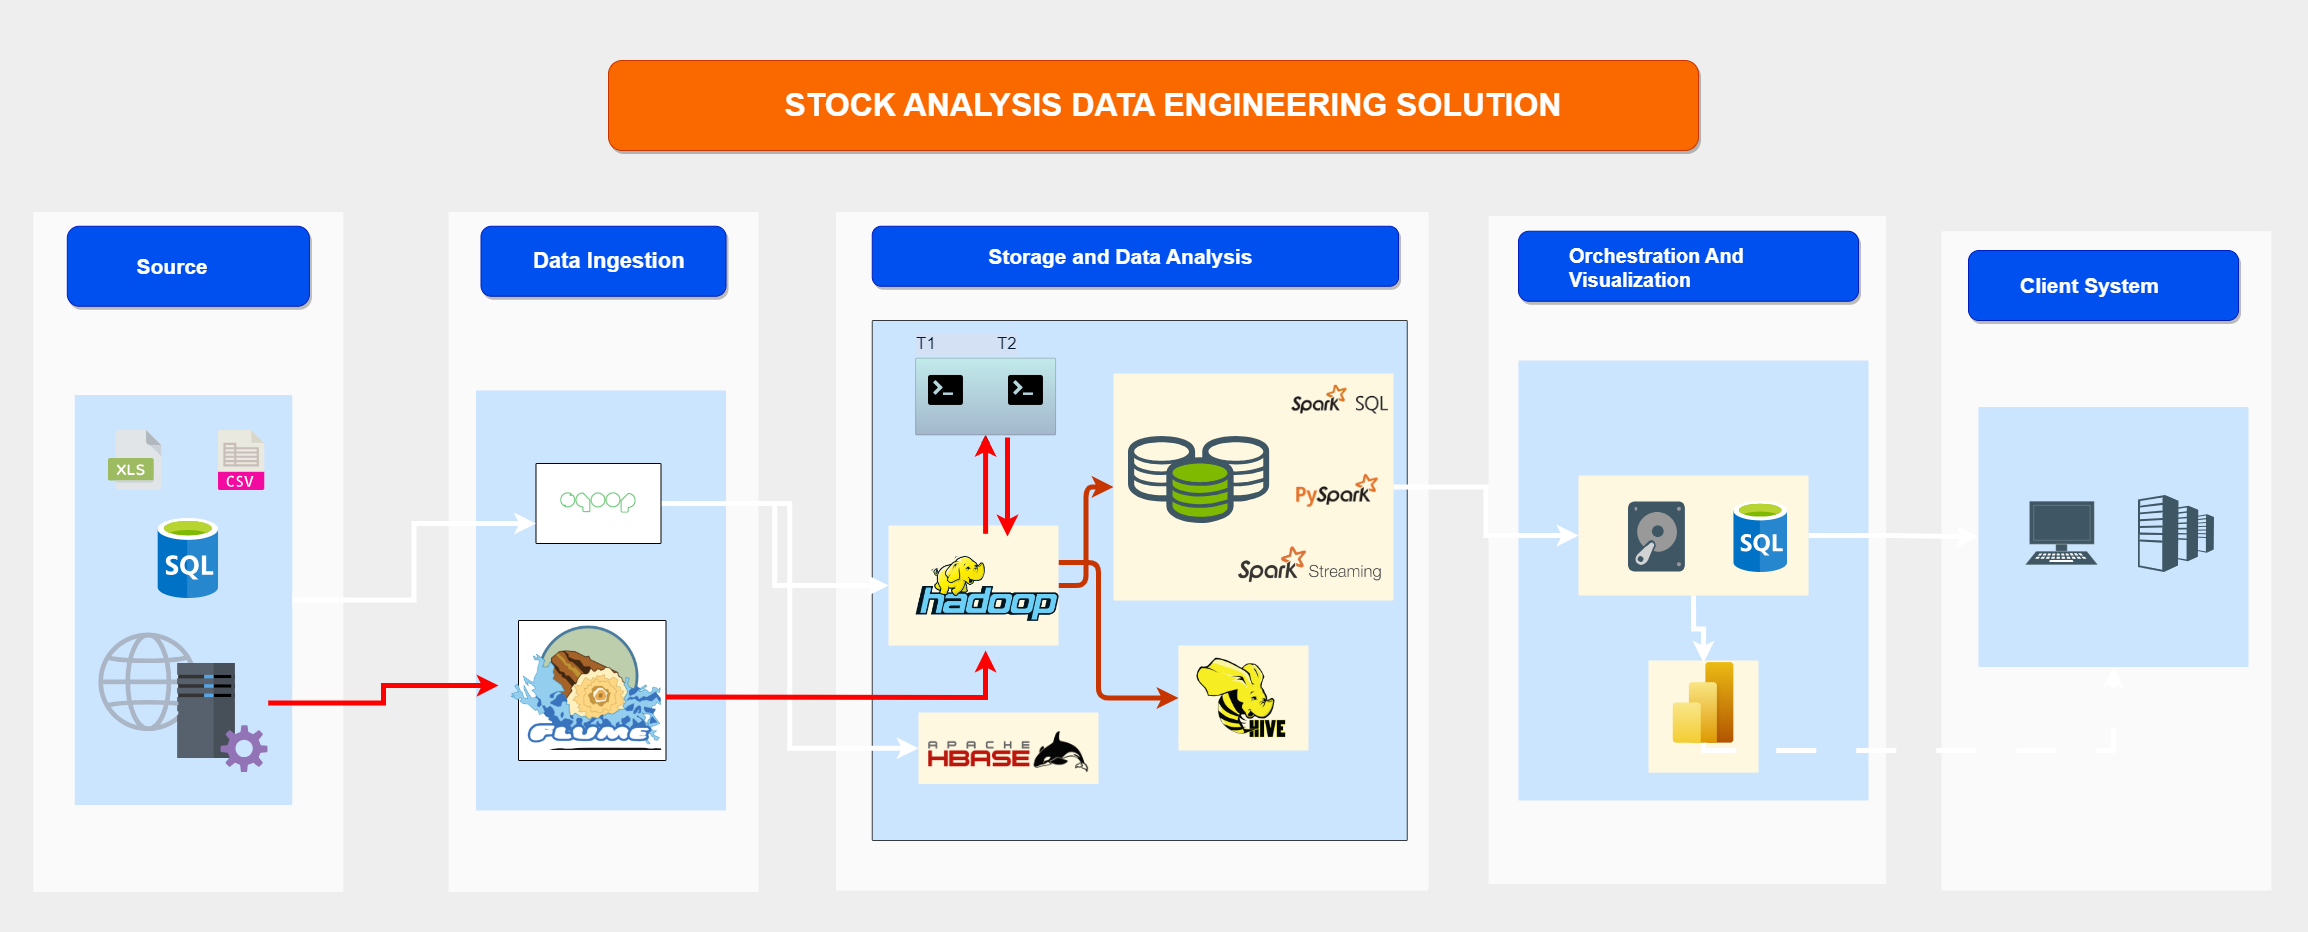 STOCK ANALYSIS DATA ENGINEERING SOLUTION
Source
XLS
CSV
SQL
Data Ingestion
sqoop
FLUME
Storage and Data Analysis
T1 T2
hadoop
APACHE
HBASE
Spark SQL
PySpark
Spark Streaming
HIVE
Orchestration And
Visualization
SQL
Client System